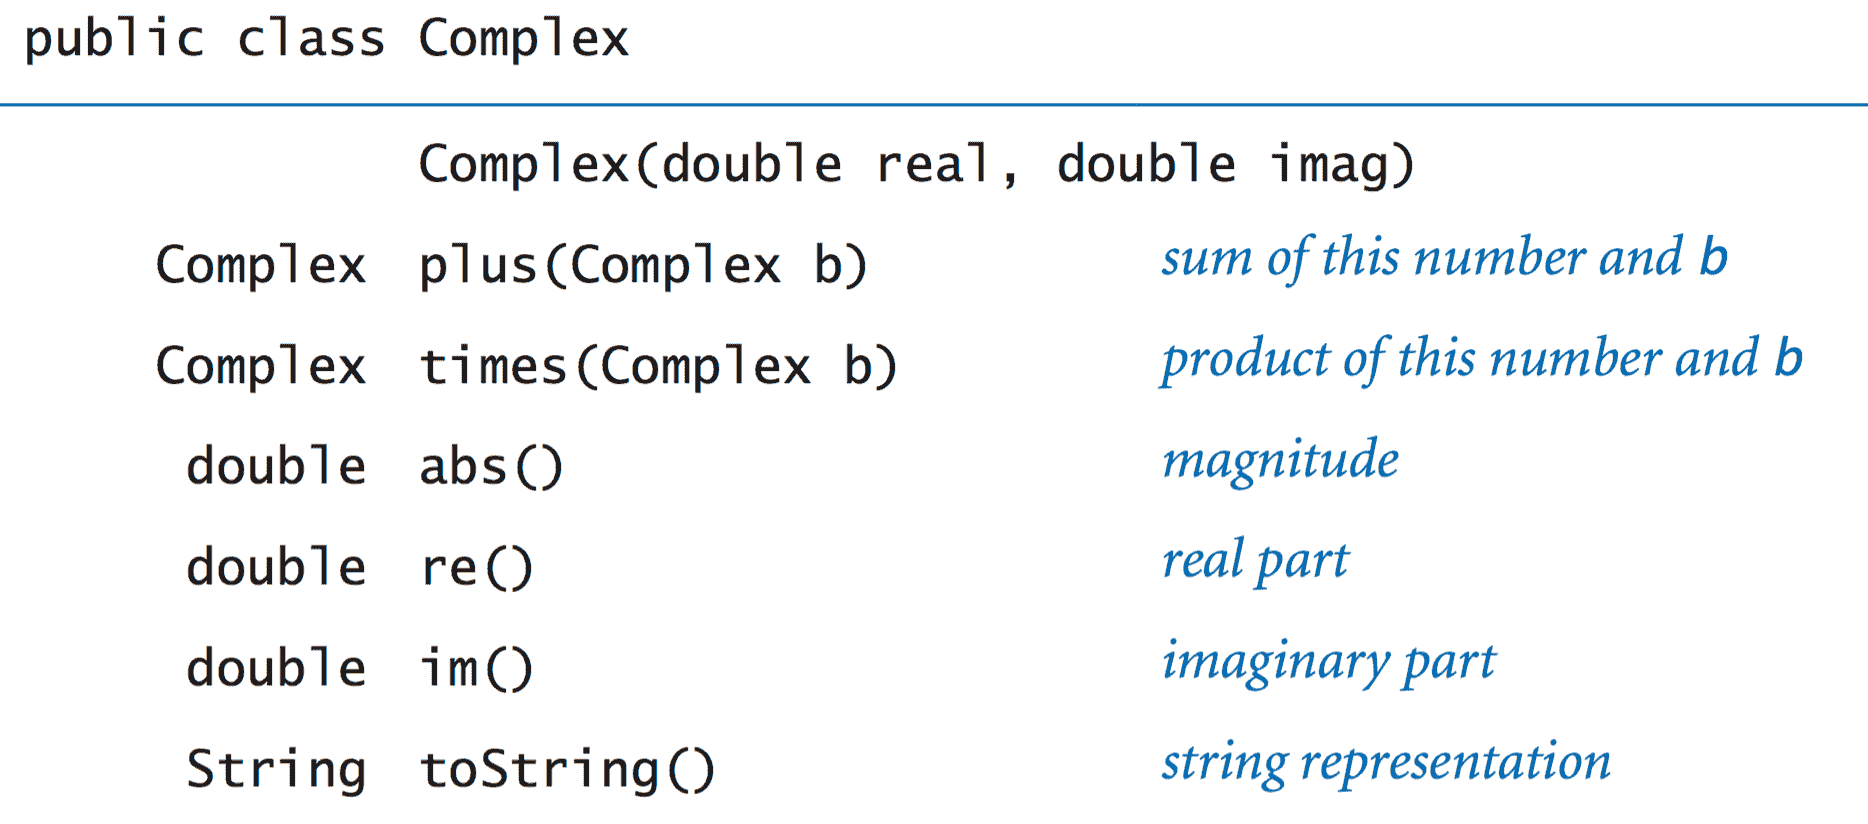 public class Complex
Complex(double real, double imag)
Complex plus(Complex b) sum of this number and b
Complex times(Complex b) product of this number and b
double abs() magnitude
double re() real part
double im() imaginary part
String toString() string representation